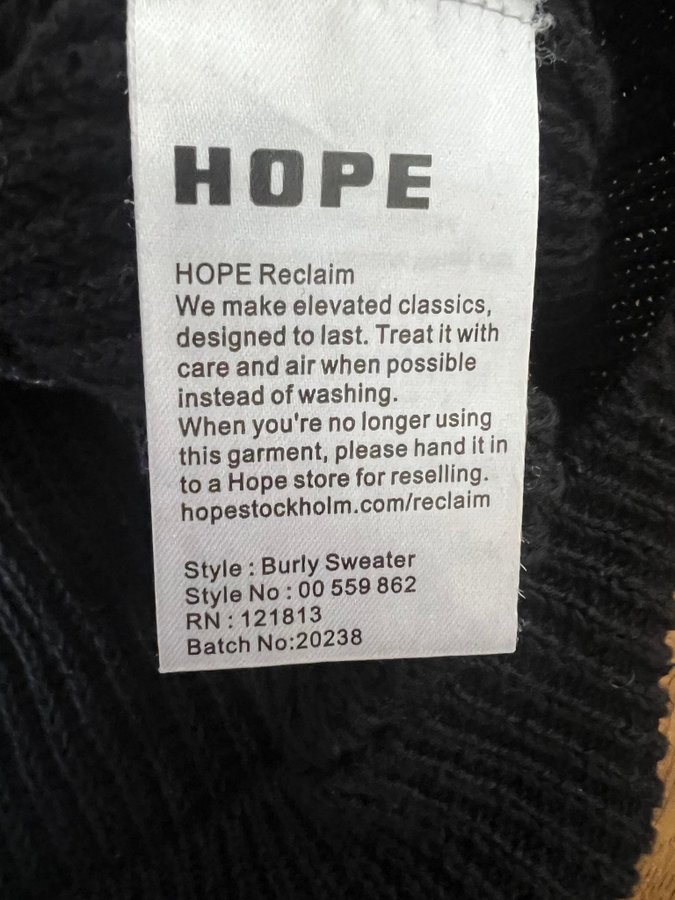 HOPE
HOPE Reclaim
We make elevated classics,
designed to last. Treat it with
care and air when possible
instead of washing.
When you're no longer using
this garment, please hand it in
to a Hope store for reselling.
hopestockholm.com/reclaim
Style : Burly Sweater
Style No : 00 559 862
RN : 121813
Batch No:20238